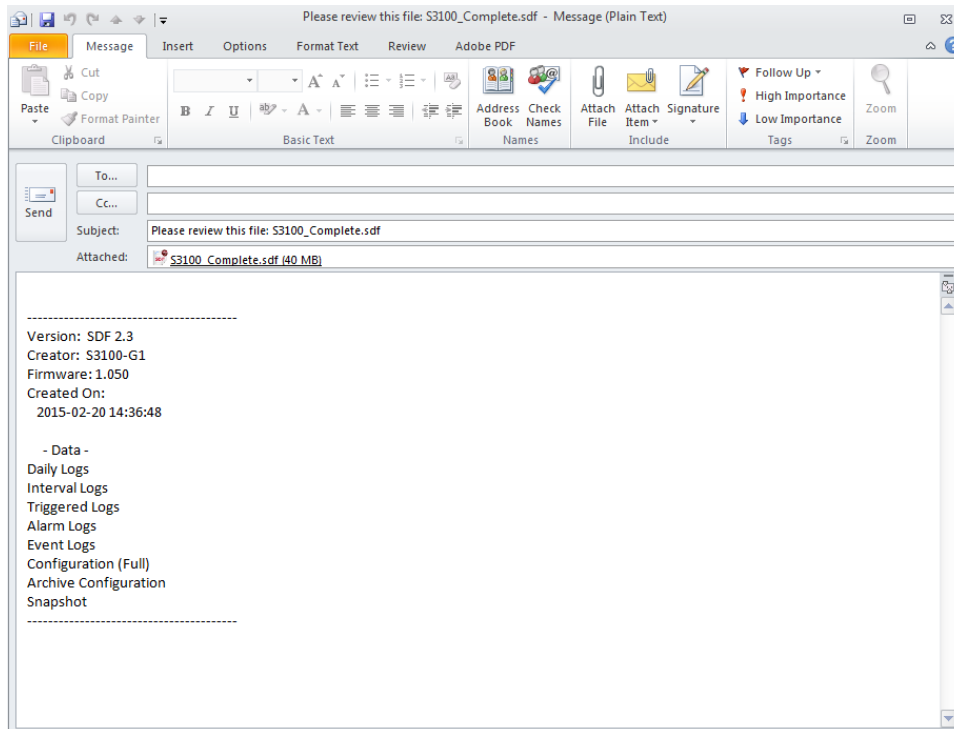 Please review this file: S3100_Complete.sdf - Message (Plain Text)
File Message Insert Options Format Text Review Adobe PDF
Paste
Cut
Copy
Format Painter
Clipboard
B I U
Basic Text
Address Book
Check Names
Names
Attach File
Attach Item
Signature
Include
Follow Up
High Importance
Low Importance
Tags
Zoom
Zoom
Send
To...
Cc...
Subject: Please review this file: S3100_Complete.sdf
Attached: S3100_Complete.sdf (40 MB)
----------------------------------------
Version: SDF 2.3
Creator: S3100-G1
Firmware: 1.050
Created On:
2015-02-20 14:36:48
- Data -
Daily Logs
Interval Logs
Triggered Logs
Alarm Logs
Event Logs
Configuration (Full)
Archive Configuration
Snapshot
----------------------------------------